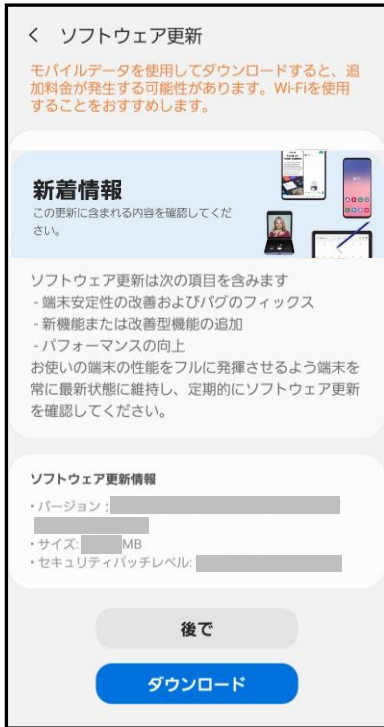 < ソフトウェア更新
モバイルデータを使用してダウンロードすると、追
加料金が発生する可能性があります。Wi-Fiを使用
することをおすすめします。
新着情報
この更新に含まれる内容を確認してくだ
さい。
ソフトウェア更新は次の項目を含みます
- 端末安定性の改善およびバグのフィックス
- 新機能または改善型機能の追加
- パフォーマンスの向上
お使いの端末の性能をフルに発揮させるよう端末を
常に最新状態に維持し、定期的にソフトウェア更新
を確認してください。
ソフトウェア更新情報
・バージョン :
・サイズ: MB
・セキュリティパッチレベル:
後で
ダウンロード